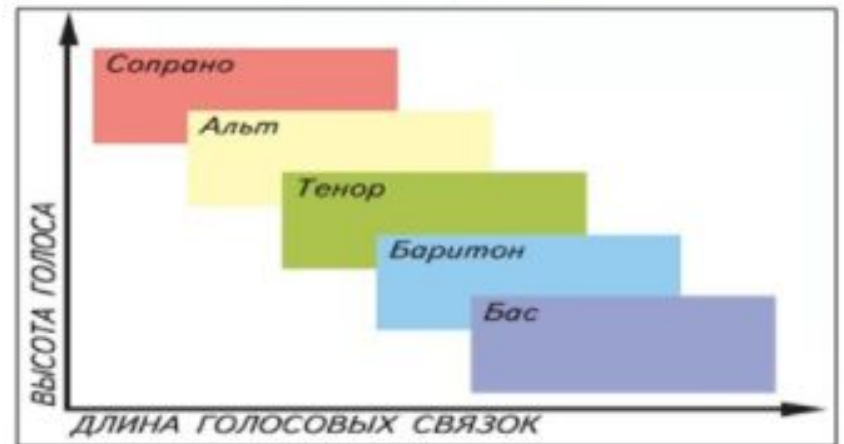 Сопрано
Альт
Тенор
Баритон
Бас
ВЫСОТА ГОЛОСА
ДЛИНА ГОЛОСОВЫХ СВЯЗОК